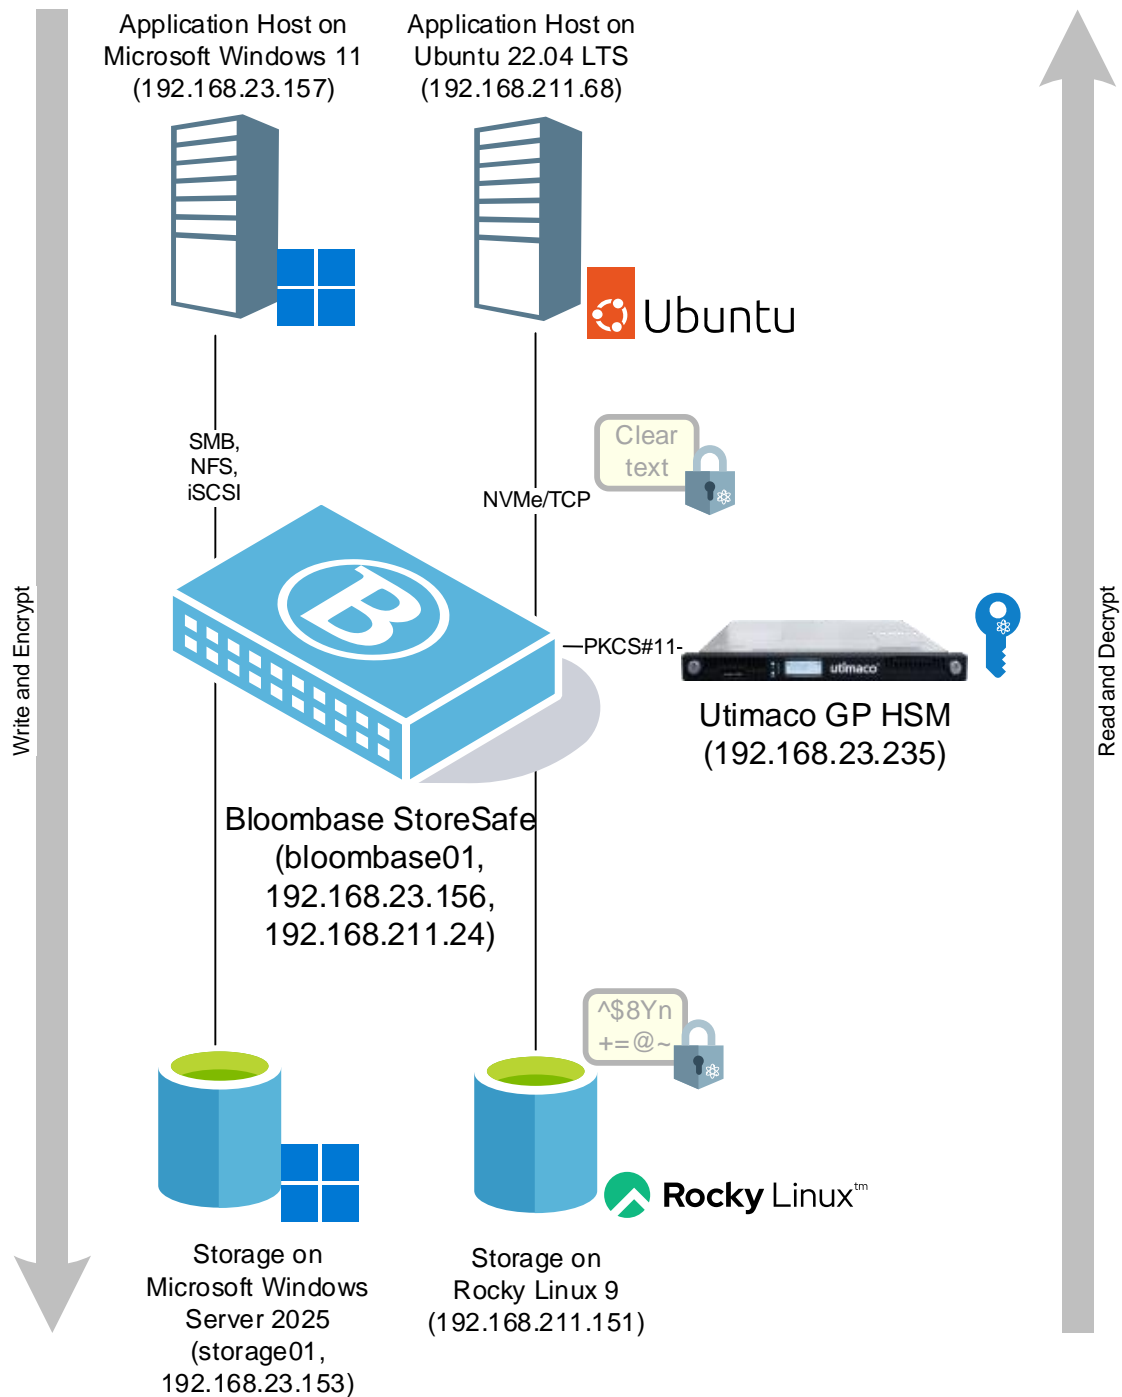 Application Host on
Microsoft Windows 11
(192.168.23.157)
Application Host on
Ubuntu 22.04 LTS
(192.168.211.68)
Ubuntu
SMB,
NFS,
iSCSI
NVMe/TCP
Clear
text
Write and Encrypt
Read and Decrypt
B
PKCS#11-
utimaco
Utimaco GP HSM
(192.168.23.235)
Bloombase StoreSafe
(bloombase01,
192.168.23.156,
192.168.211.24)
^$8Yn
+=@~
Rocky Linux™
Storage on
Microsoft Windows
Server 2025
(storage01,
192.168.23.153)
Storage on
Rocky Linux 9
(192.168.211.151)